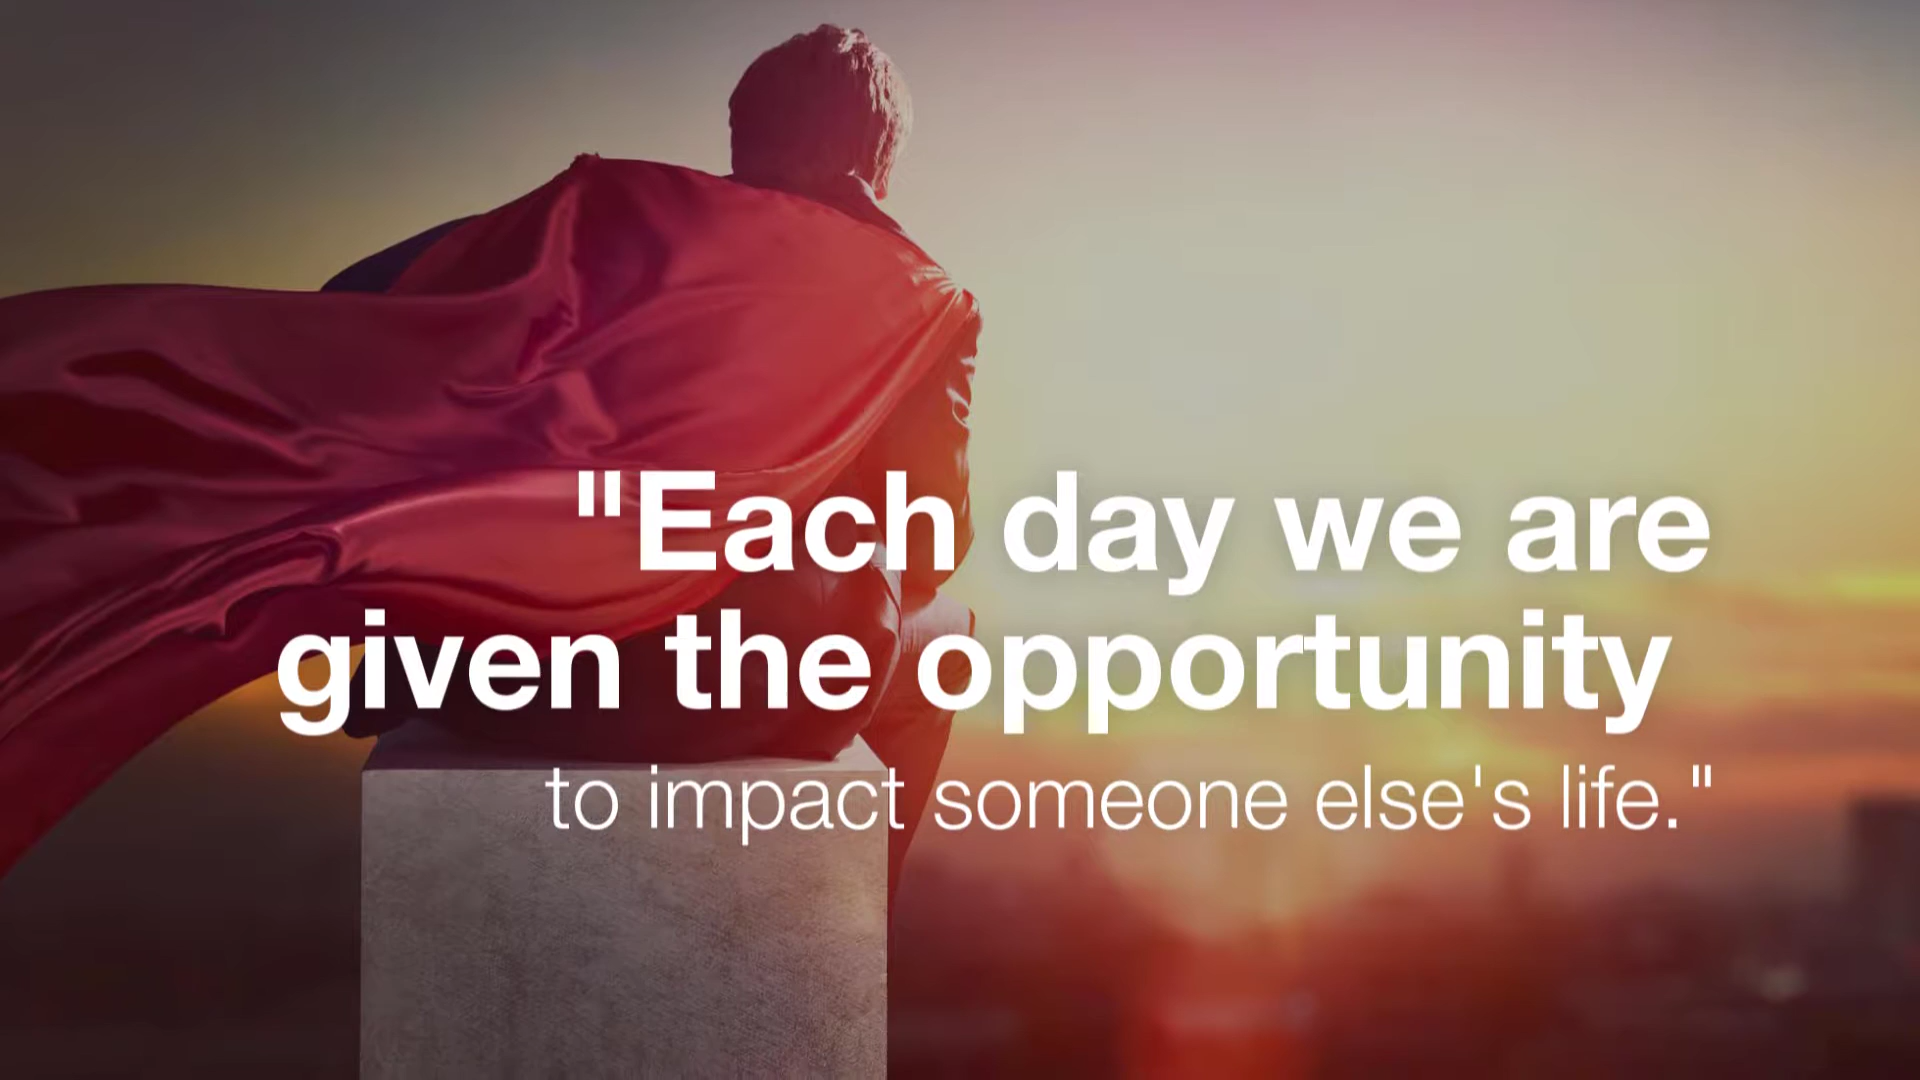 "Each day we are
given the opportunity
to impact someone else's life."